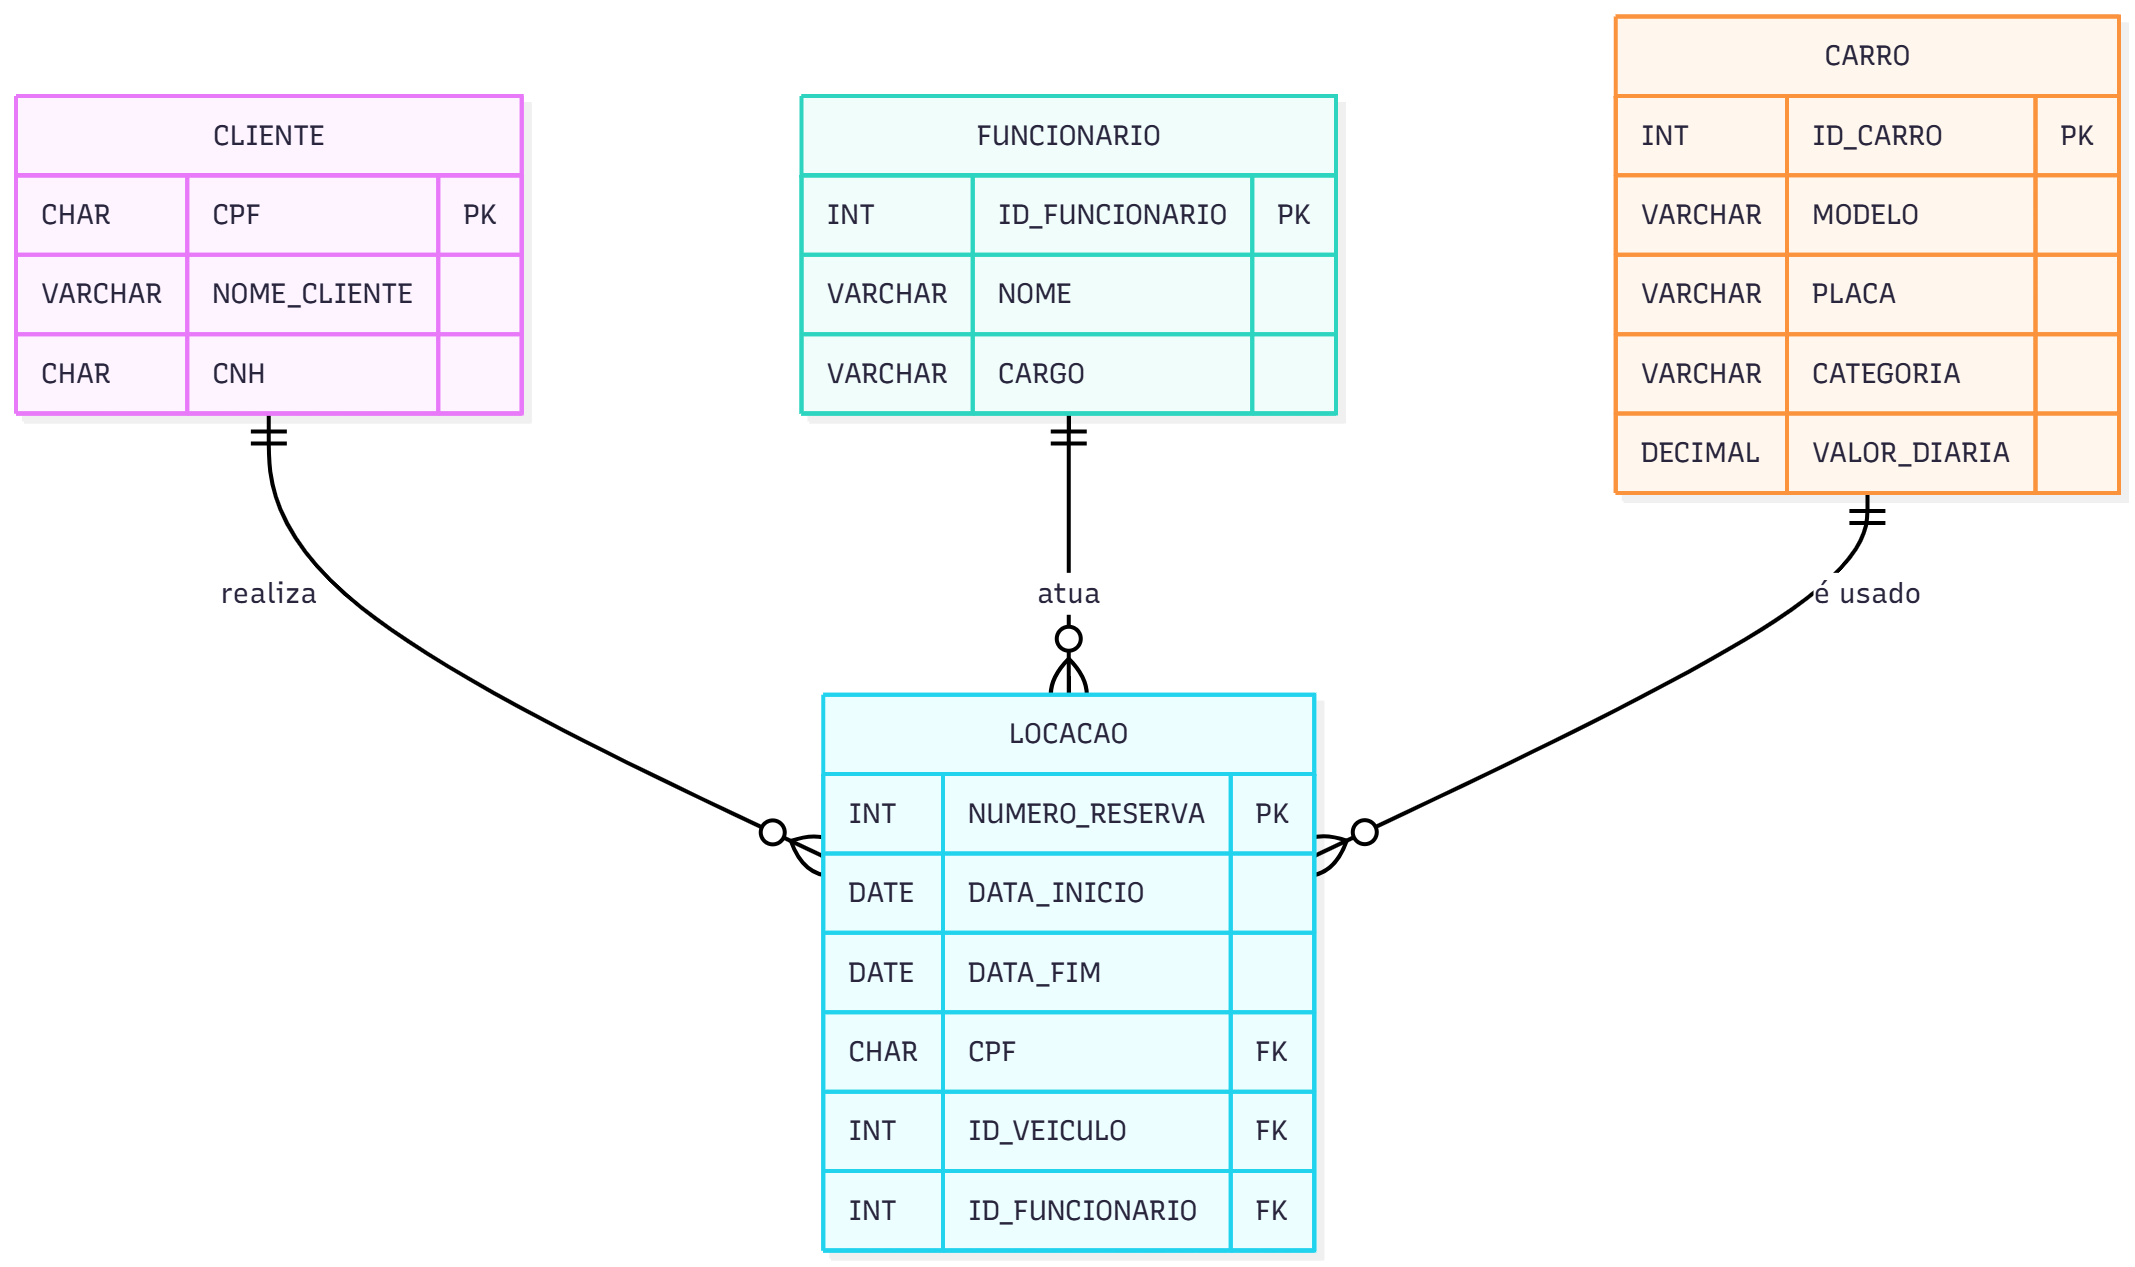 CLIENTE
CHAR CPF PK
VARCHAR NOME_CLIENTE
CHAR CNH
FUNCIONARIO
INT ID_FUNCIONARIO PK
VARCHAR NOME
VARCHAR CARGO
CARRO
INT ID_CARRO PK
VARCHAR MODELO
VARCHAR PLACA
VARCHAR CATEGORIA
DECIMAL VALOR_DIARIA
realiza
atua
é usado
LOCACAO
INT NUMERO_RESERVA PK
DATE DATA_INICIO
DATE DATA_FIM
CHAR CPF FK
INT ID_VEICULO FK
INT ID_FUNCIONARIO FK